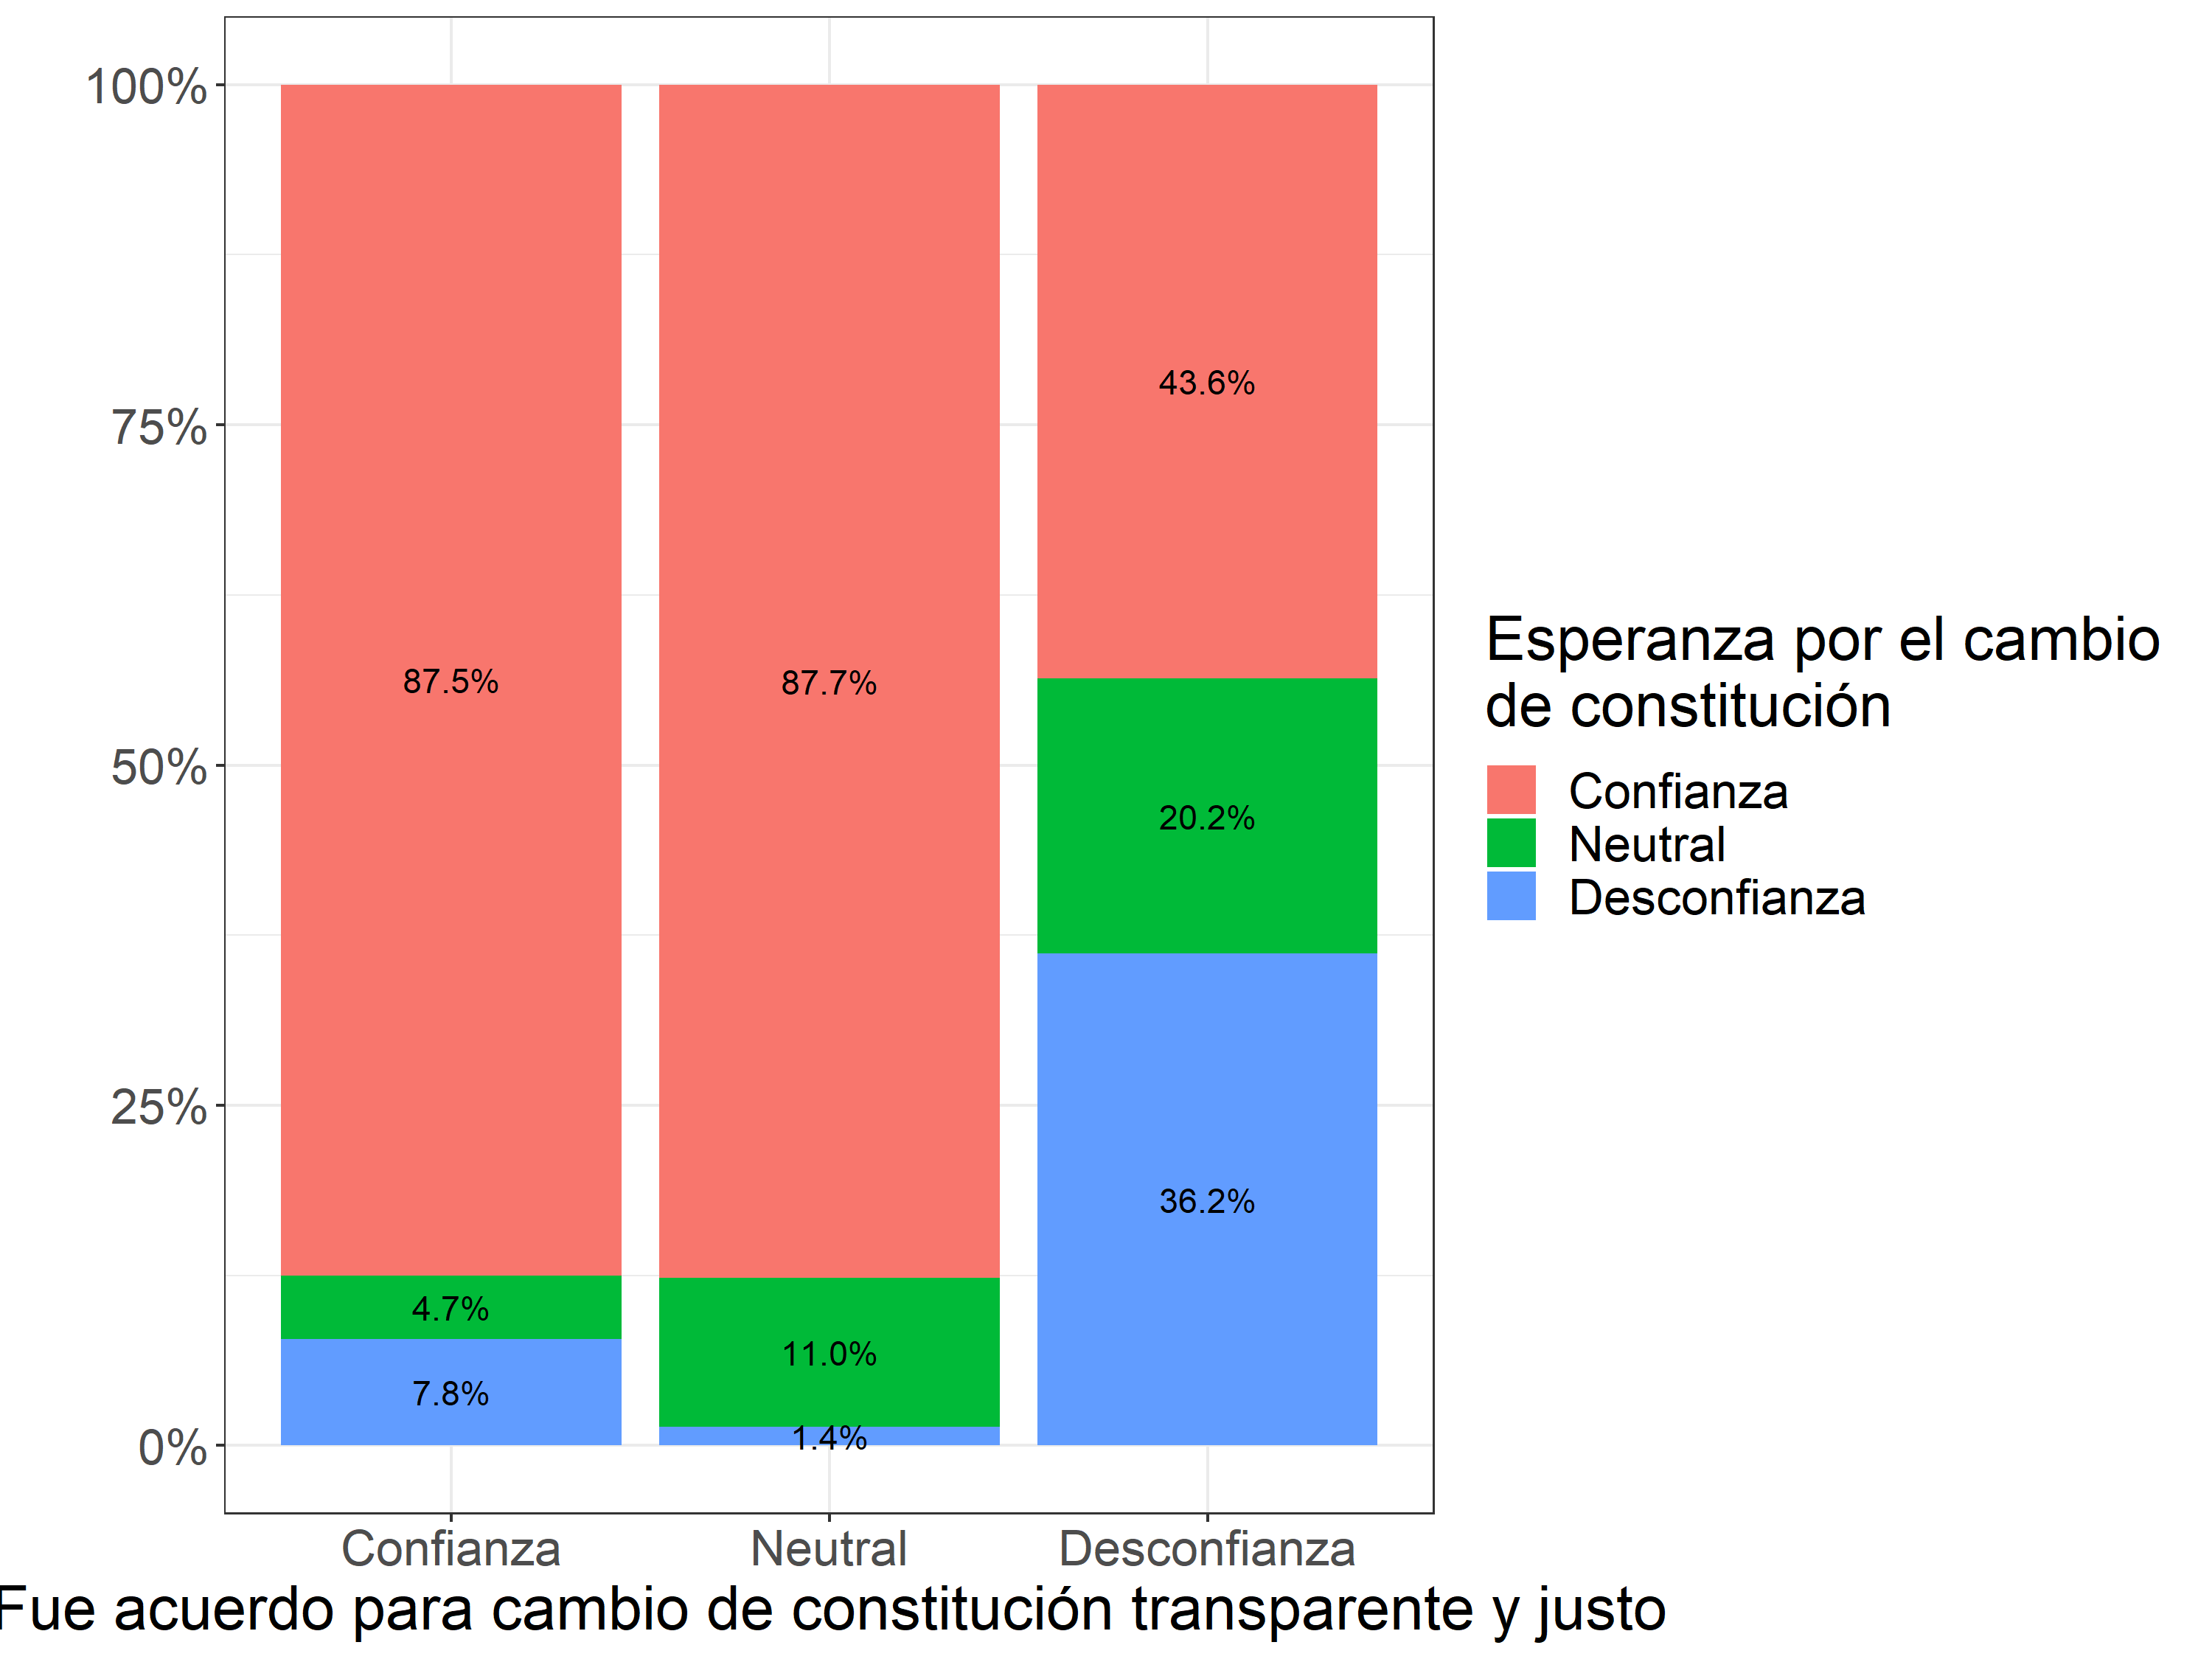 100%
75%
50%
25%
0%
87.5%
4.7%
7.8%
87.7%
11.0%
1.4%
43.6%
20.2%
36.2%
Confianza
Neutral
Desconfianza
Fue acuerdo para cambio de constitución transparente y justo
Esperanza por el cambio
de constitución
Confianza
Neutral
Desconfianza